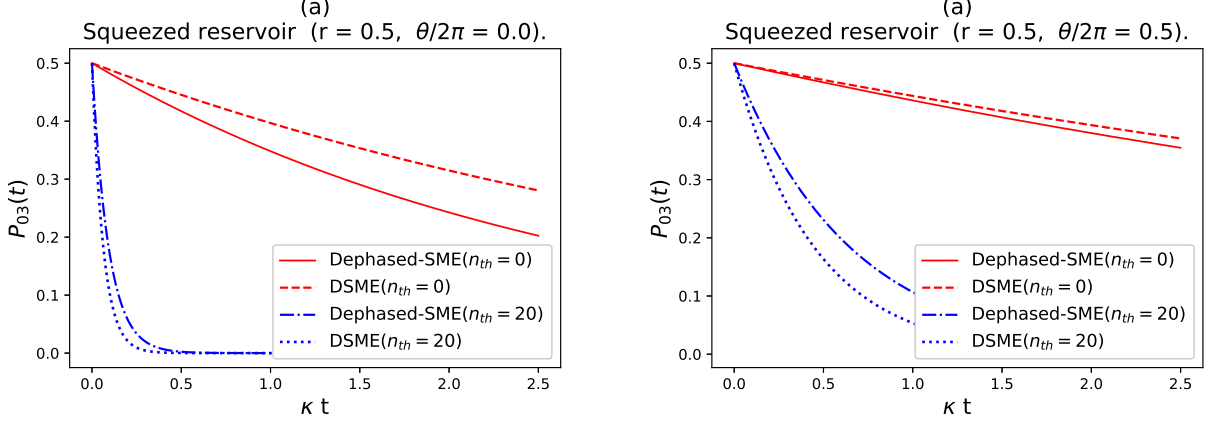 (a)
Squeezed reservoir (r = 0.5, θ/2π = 0.0).
P₀₃(t)
0.5
0.4
0.3
0.2
0.1
0.0
Dephased-SME(nₜₕ = 0)
DSME(nₜₕ = 0)
Dephased-SME(nₜₕ = 20)
DSME(nₜₕ = 20)
0.0 0.5 1.0 1.5 2.0 2.5
κ t
(a)
Squeezed reservoir (r = 0.5, θ/2π = 0.5).
P₀₃(t)
0.5
0.4
0.3
0.2
0.1
0.0
Dephased-SME(nₜₕ = 0)
DSME(nₜₕ = 0)
Dephased-SME(nₜₕ = 20)
DSME(nₜₕ = 20)
0.0 0.5 1.0 1.5 2.0 2.5
κ t